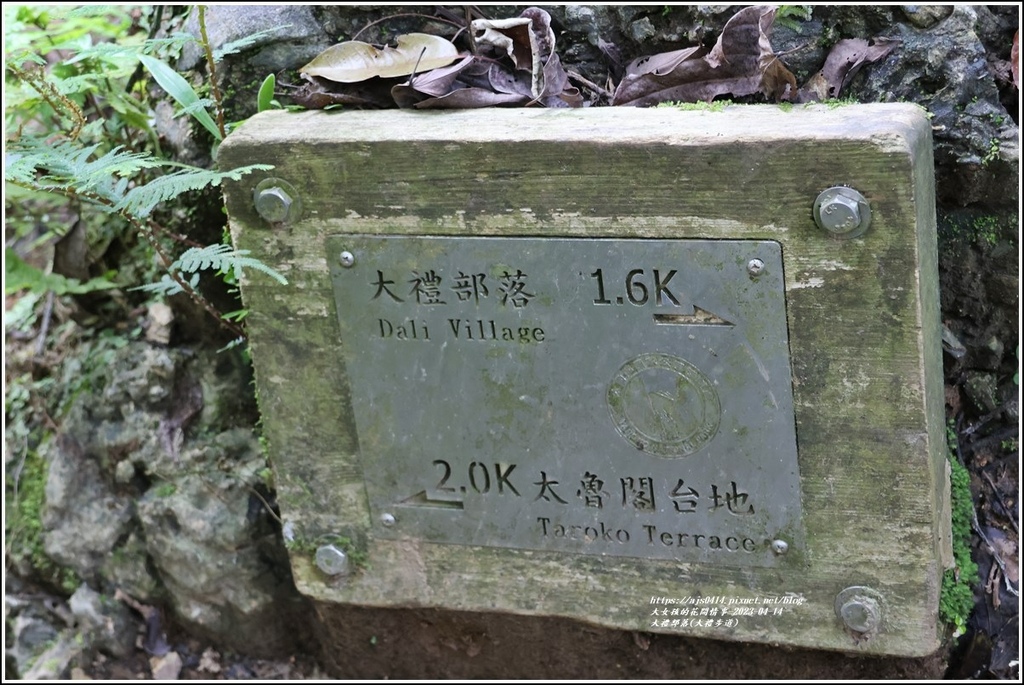 大禮部落 1.6K
Dali Village
2.0K 太魯閣台地
Taroko Terrace
https://njs0414.pixnet.net/blog
大女孩的花間情事 2023-04-14
大禮部落(大禮步道)